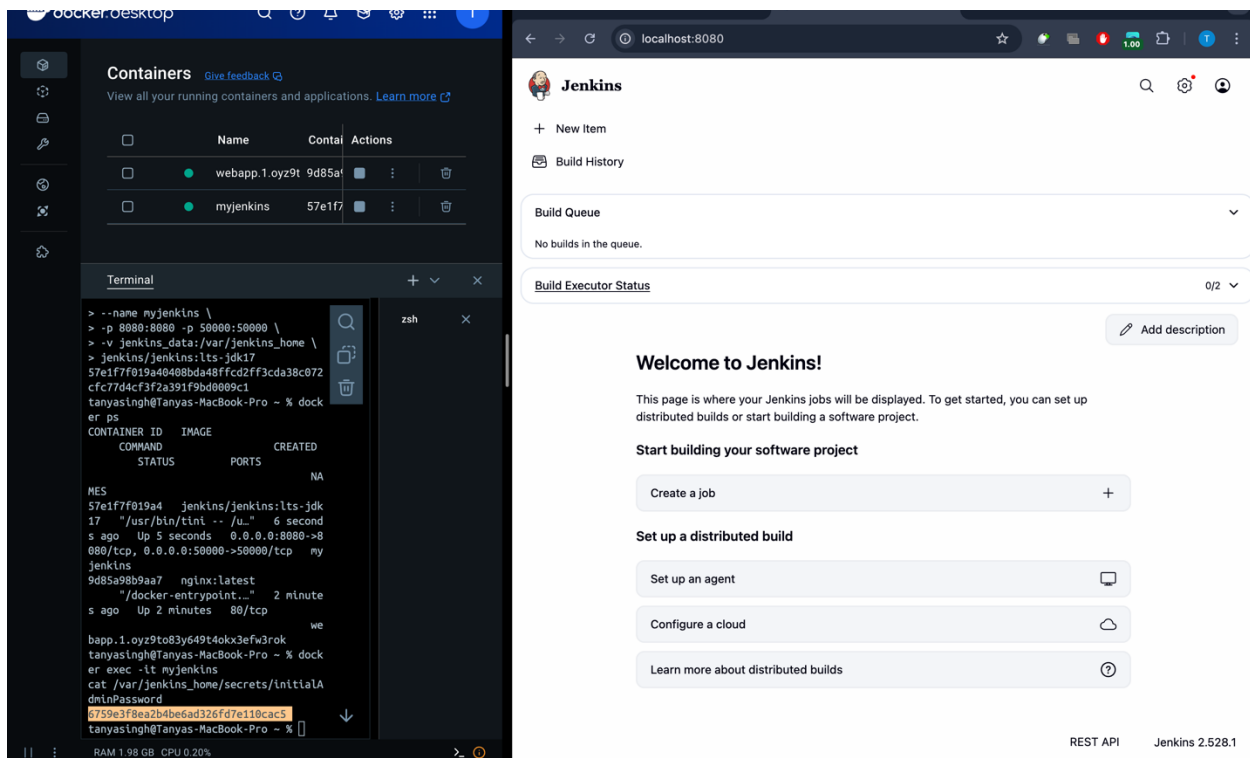 docker.desktop
T
Containers Give feedback
View all your running containers and applications. Learn more
Name Contai Actions
webapp.1.oyz9t 9d85a
myjenkins 57e1f7
Terminal
zsh
> --name myjenkins \
> -p 8080:8080 -p 50000:50000 \
> -v jenkins_data:/var/jenkins_home \
> jenkins/jenkins:lts-jdk17
57e1f7f019a40408bda48ffcd2ff3cda38c072
cfc77d4cf3f2a391f9bd0009c1
tanyasingh@Tanyas-MacBook-Pro ~ % dock
er ps
CONTAINER ID IMAGE
COMMAND CREATED
STATUS PORTS
NA
MES
57e1f7f019a4 jenkins/jenkins:lts-jdk
17 "/usr/bin/tini -- /u…" 6 second
s ago Up 5 seconds 0.0.0.0:8080->8
080/tcp, 0.0.0.0:50000->50000/tcp my
jenkins
9d85a98b9aa7 nginx:latest
"/docker-entrypoint.…" 2 minute
s ago Up 2 minutes 80/tcp
we
bapp.1.oyz9to83y649t4okx3efw3rok
tanyasingh@Tanyas-MacBook-Pro ~ % dock
er exec -it myjenkins
cat /var/jenkins_home/secrets/initialA
dminPassword
6759e3f8ea2b4be6ad326fd7e110cac5
tanyasingh@Tanyas-MacBook-Pro ~ %
RAM 1.98 GB CPU 0.20%
localhost:8080
1.00
T
Jenkins
New Item
Build History
Build Queue
No builds in the queue.
Build Executor Status 0/2
Add description
Welcome to Jenkins!
This page is where your Jenkins jobs will be displayed. To get started, you can set up
distributed builds or start building a software project.
Start building your software project
Create a job
Set up a distributed build
Set up an agent
Configure a cloud
Learn more about distributed builds
REST API Jenkins 2.528.1